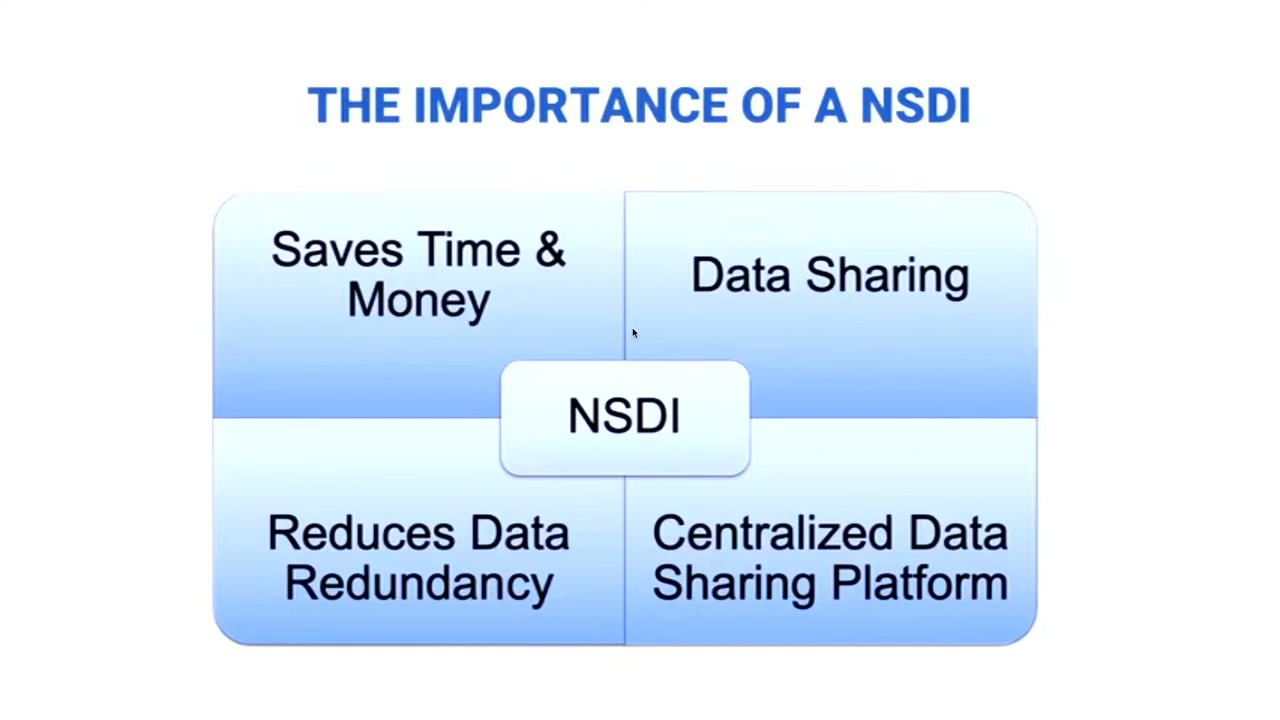 THE IMPORTANCE OF A NSDI
Saves Time &
Money
Data Sharing
NSDI
Reduces Data
Redundancy
Centralized Data
Sharing Platform